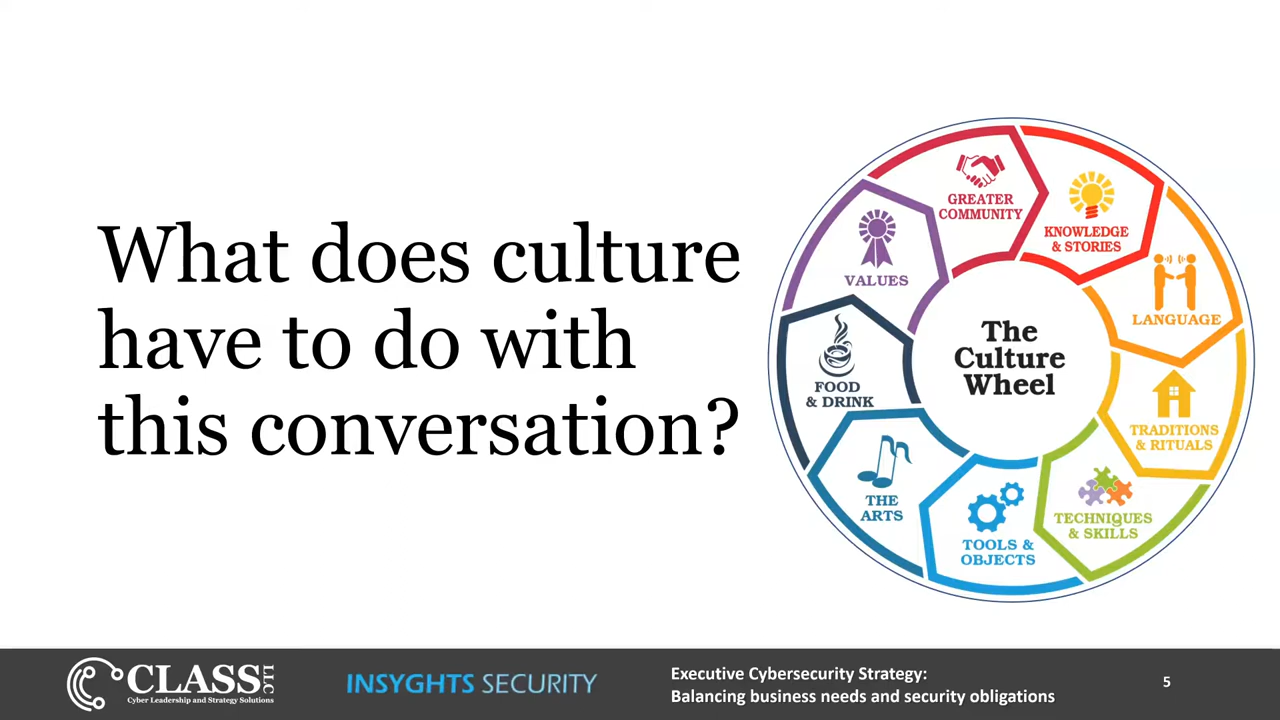 What does culture
have to do with
this conversation?
The
Culture
Wheel
GREATER
COMMUNITY
KNOWLEDGE
& STORIES
LANGUAGE
TRADITIONS
& RITUALS
TECHNIQUES
& SKILLS
TOOLS &
OBJECTS
THE
ARTS
FOOD
& DRINK
VALUES
CLASS LLC
Cyber Leadership and Strategy Solutions
INSYGHTS SECURITY
Executive Cybersecurity Strategy:
Balancing business needs and security obligations
5